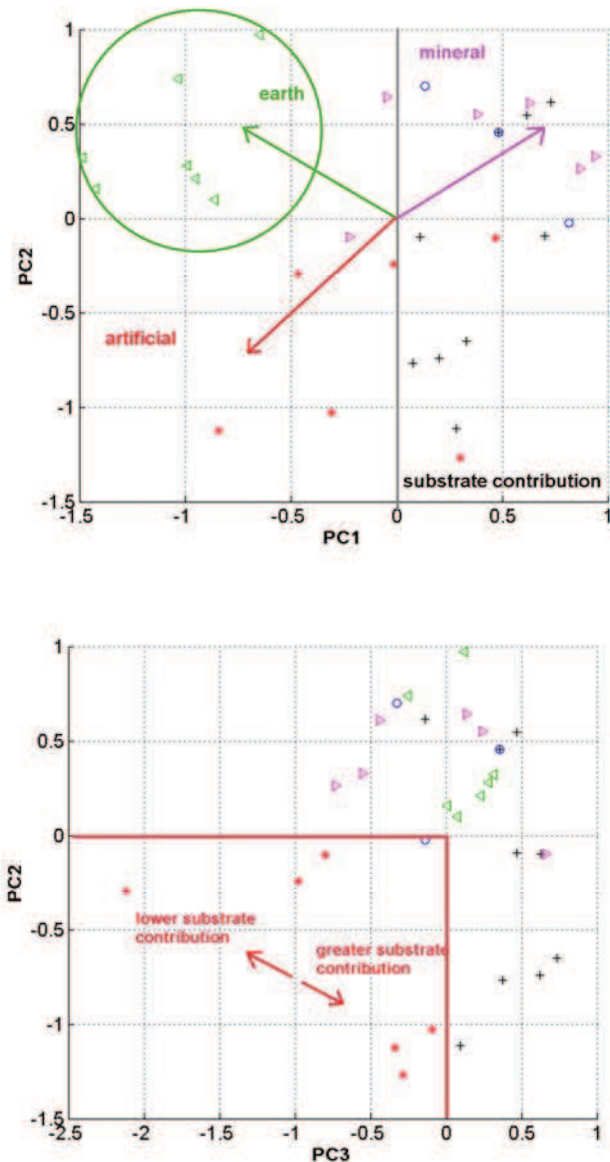 1
mineral
earth
0.5
0
PC2
-0.5
artificial
-1
substrate contribution
-1.5
-1.5 -1 -0.5 0 0.5 1
PC1
1
0.5
0
PC2
-0.5
lower substrate
contribution
greater substrate
contribution
-1
-1.5
-2.5 -2 -1.5 -1 -0.5 0 0.5 1
PC3